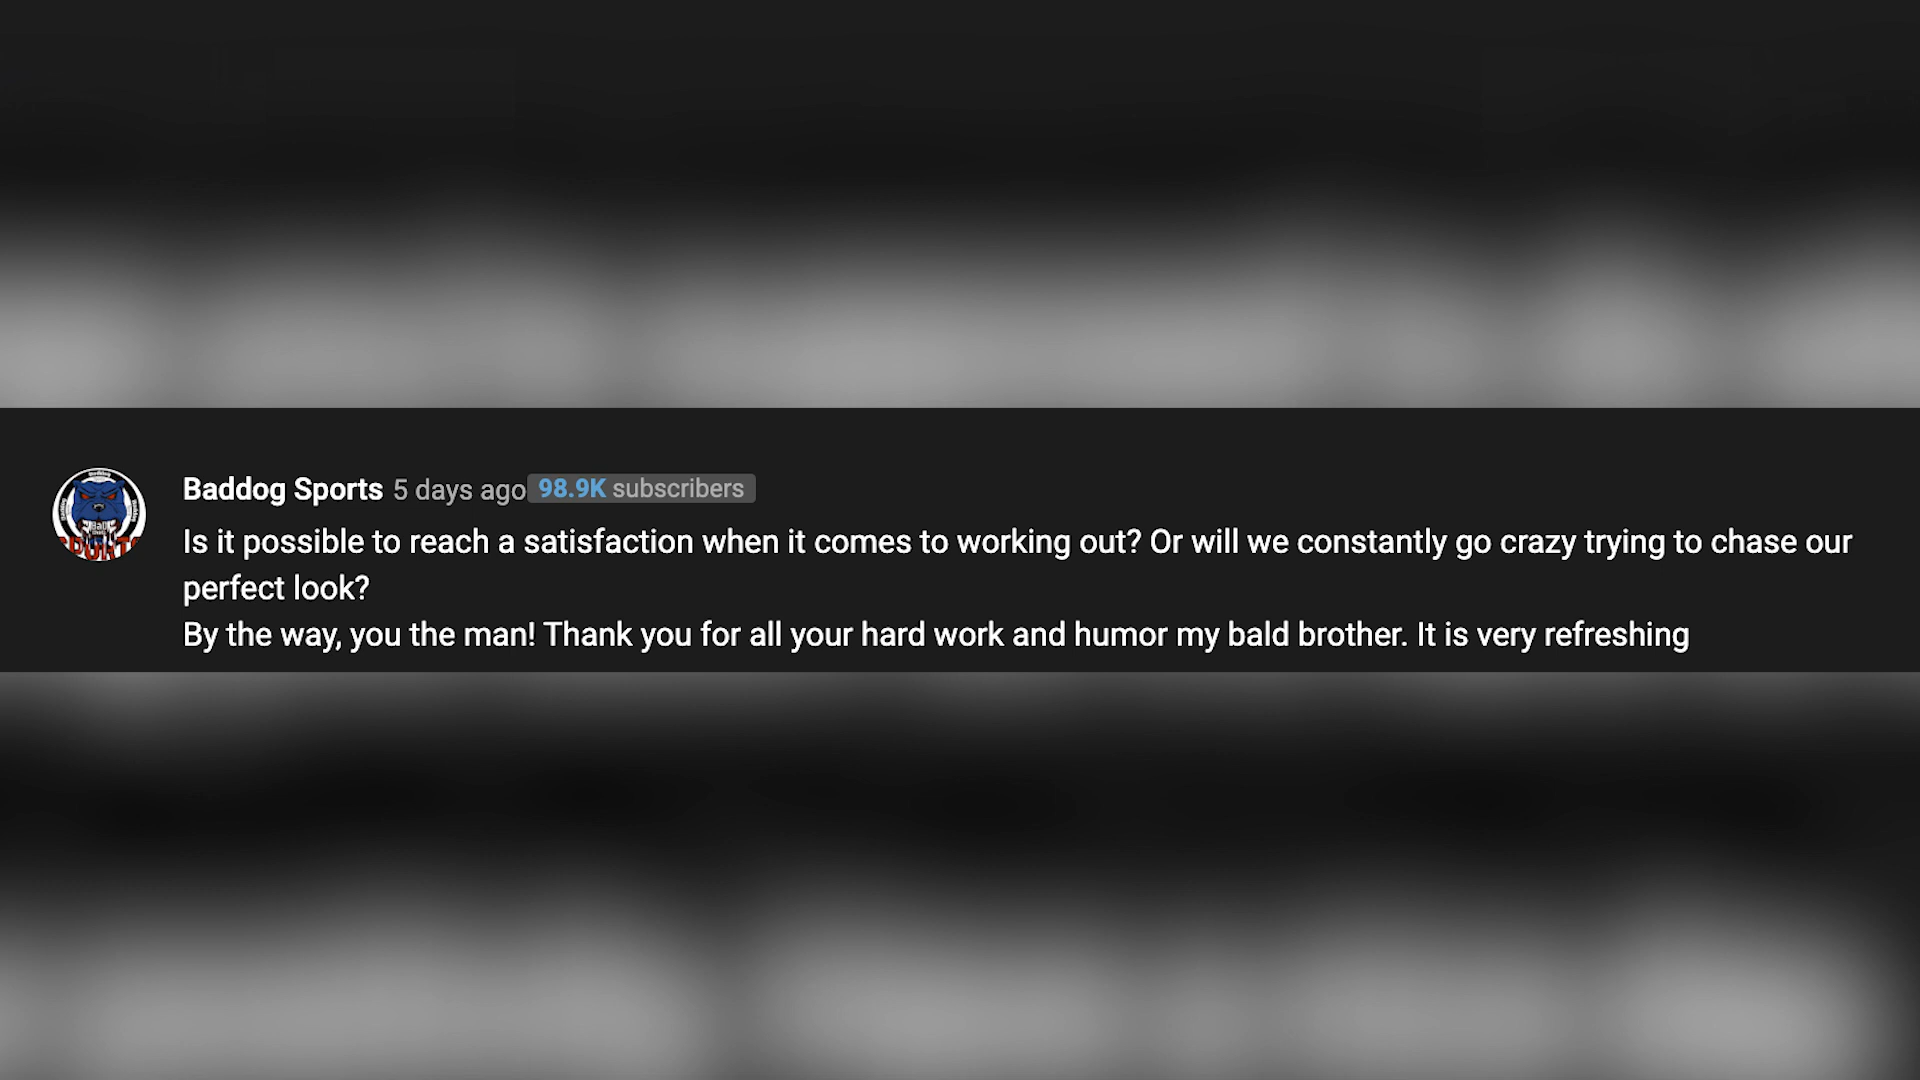 Baddog Sports 5 days ago 98.9K subscribers
Is it possible to reach a satisfaction when it comes to working out? Or will we constantly go crazy trying to chase our
perfect look?
By the way, you the man! Thank you for all your hard work and humor my bald brother. It is very refreshing